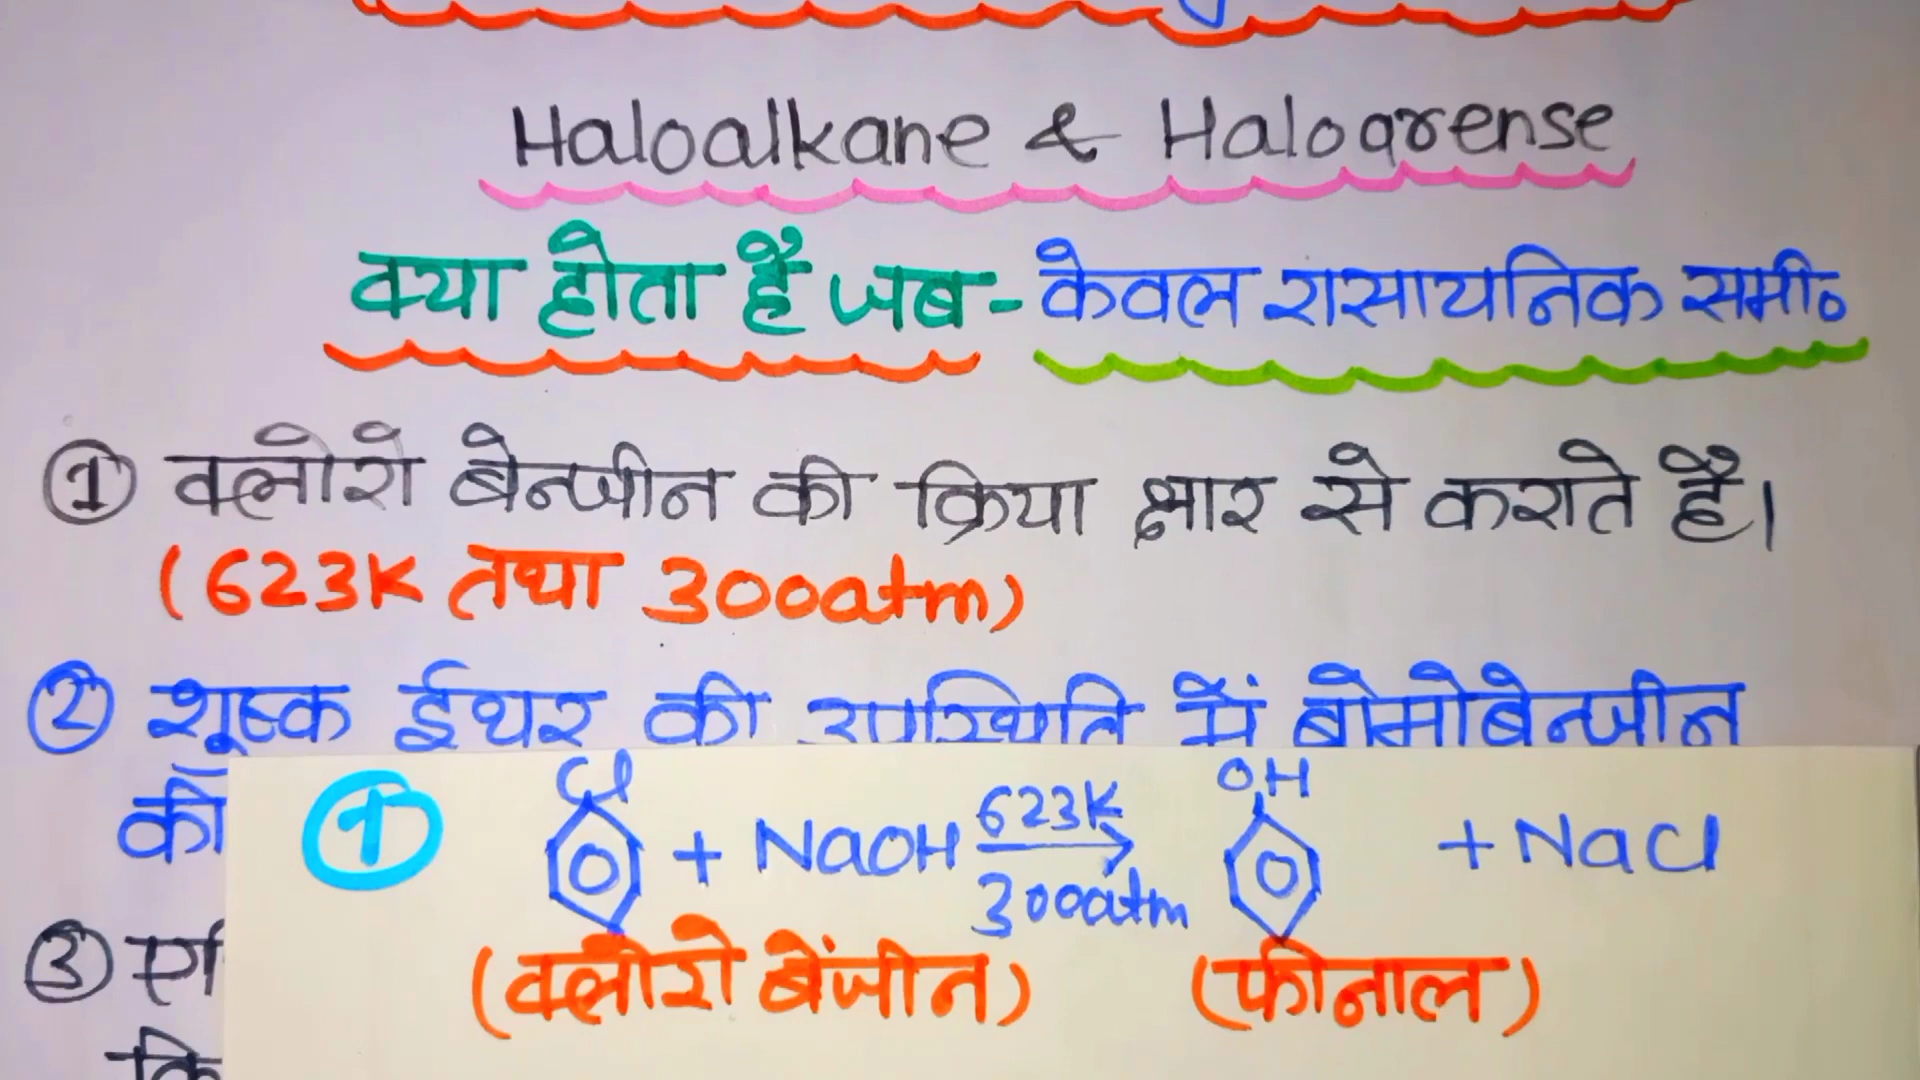 Haloalkane & Haloarense
क्या होता है जब - केवल रासायनिक समी०
① क्लोरो बेन्जीन की क्रिया क्षार से कराते है।
(623K तथा 300atm)
② शूष्क ईथर की उपस्थिति में ब्रोमोबेन्जीन
की
① Cl + NaOH 623K 300atm OH + NaCl
(क्लोरो बेंजीन) (फीनाल)
③